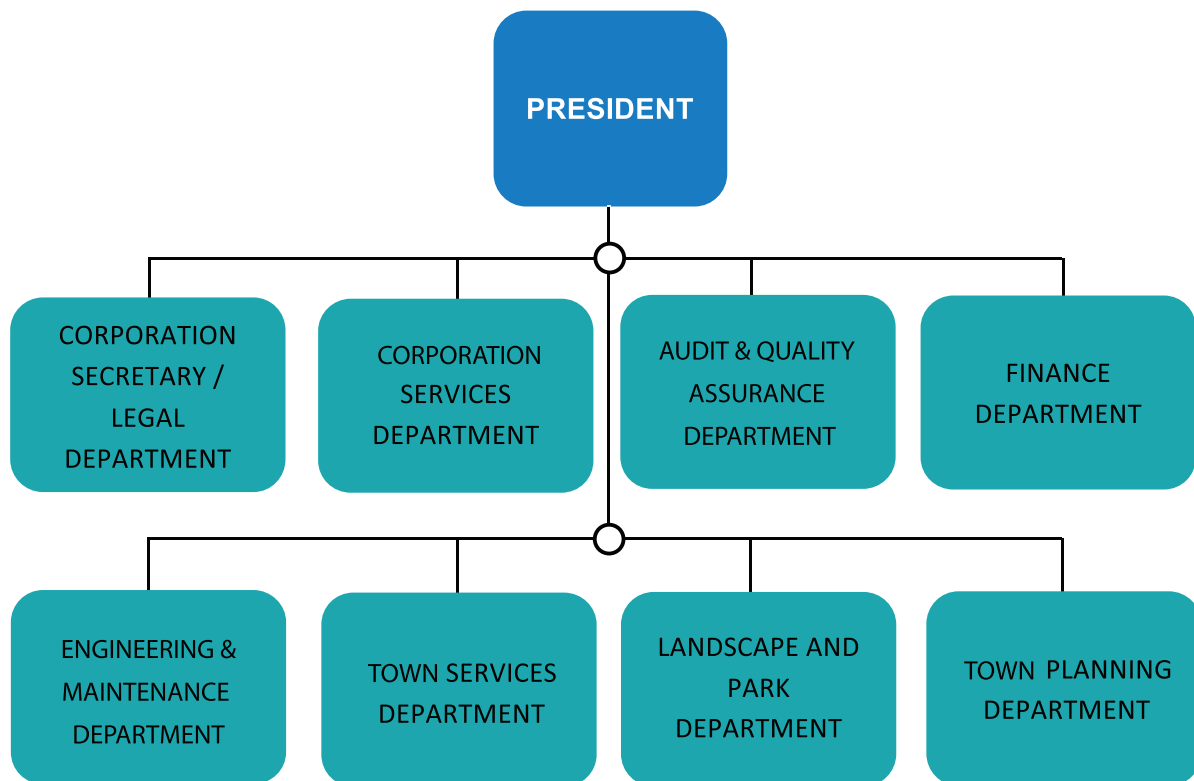 PRESIDENT
CORPORATION
SECRETARY /
LEGAL
DEPARTMENT
CORPORATION
SERVICES
DEPARTMENT
AUDIT & QUALITY
ASSURANCE
DEPARTMENT
FINANCE
DEPARTMENT
ENGINEERING &
MAINTENANCE
DEPARTMENT
TOWN SERVICES
DEPARTMENT
LANDSCAPE AND
PARK
DEPARTMENT
TOWN PLANNING
DEPARTMENT